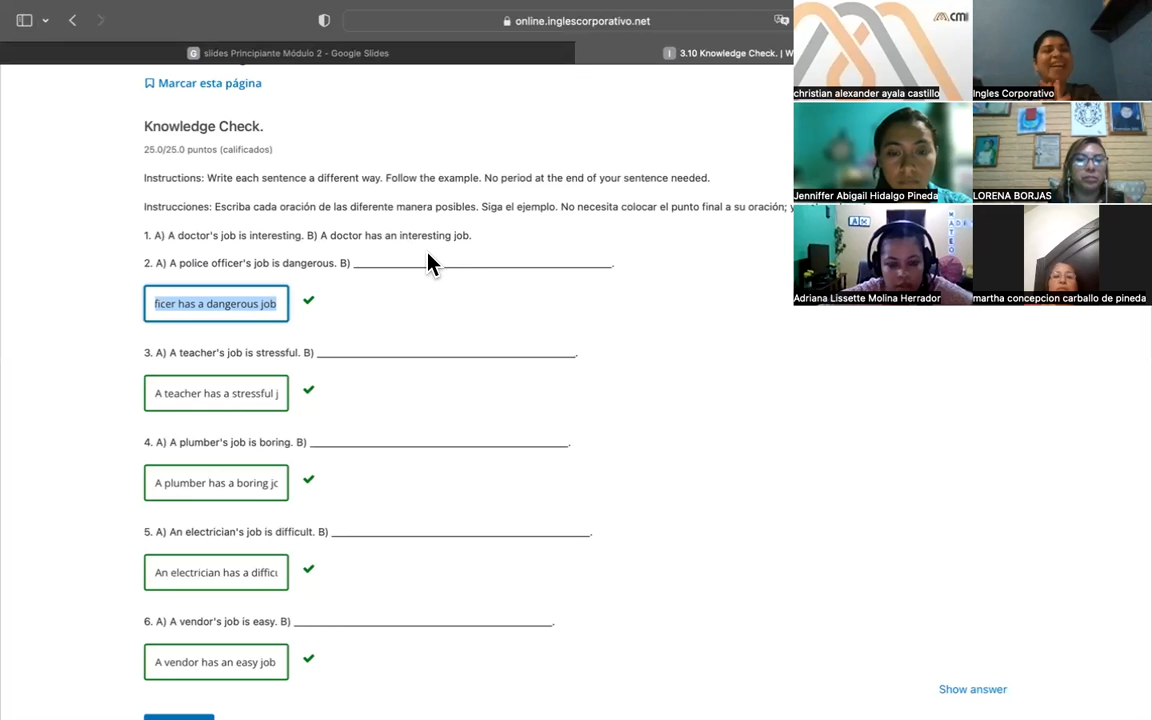 online.inglescorporativo.net
slides Principiante Módulo 2 - Google Slides
3.10 Knowledge Check. | W
Marcar esta página
Knowledge Check.
25.0/25.0 puntos (calificados)
Instructions: Write each sentence a different way. Follow the example. No period at the end of your sentence needed.
Instrucciones: Escriba cada oración de las diferente manera posibles. Siga el ejemplo. No necesita colocar el punto final a su oración; y
1. A) A doctor's job is interesting. B) A doctor has an interesting job.
2. A) A police officer's job is dangerous. B) ______________________________.
ficer has a dangerous job
3. A) A teacher's job is stressful. B) ______________________________.
A teacher has a stressful j
4. A) A plumber's job is boring. B) ______________________________.
A plumber has a boring jo
5. A) An electrician's job is difficult. B) ______________________________.
An electrician has a difficu
6. A) A vendor's job is easy. B) ______________________________.
A vendor has an easy job
Show answer
CMI
christian alexander ayala castillo
Ingles Corporativo
Jenniffer Abigail Hidalgo Pineda
LORENA BORJAS
Adriana Lissette Molina Herrador
martha concepcion carballo de pineda